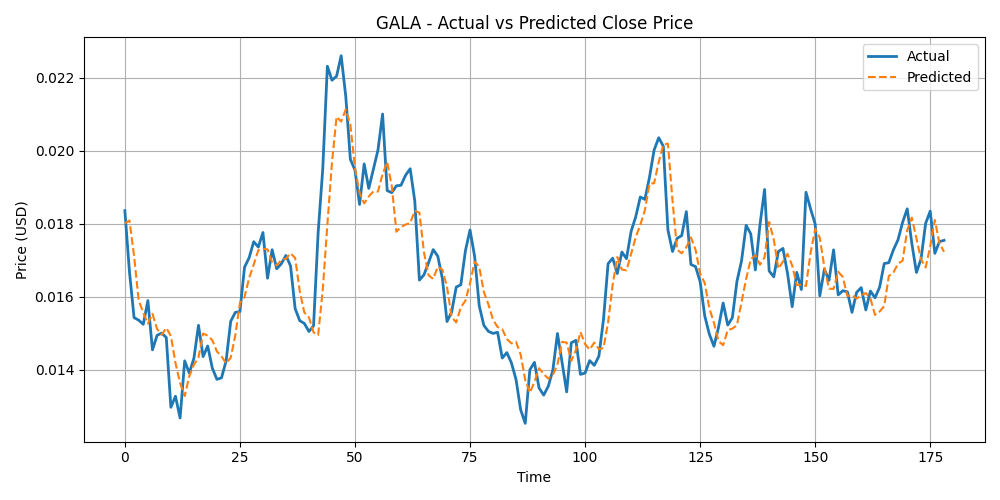 GALA - Actual vs Predicted Close Price
Actual
Predicted
Price (USD)
0.022
0.020
0.018
0.016
0.014
0 25 50 75 100 125 150 175
Time